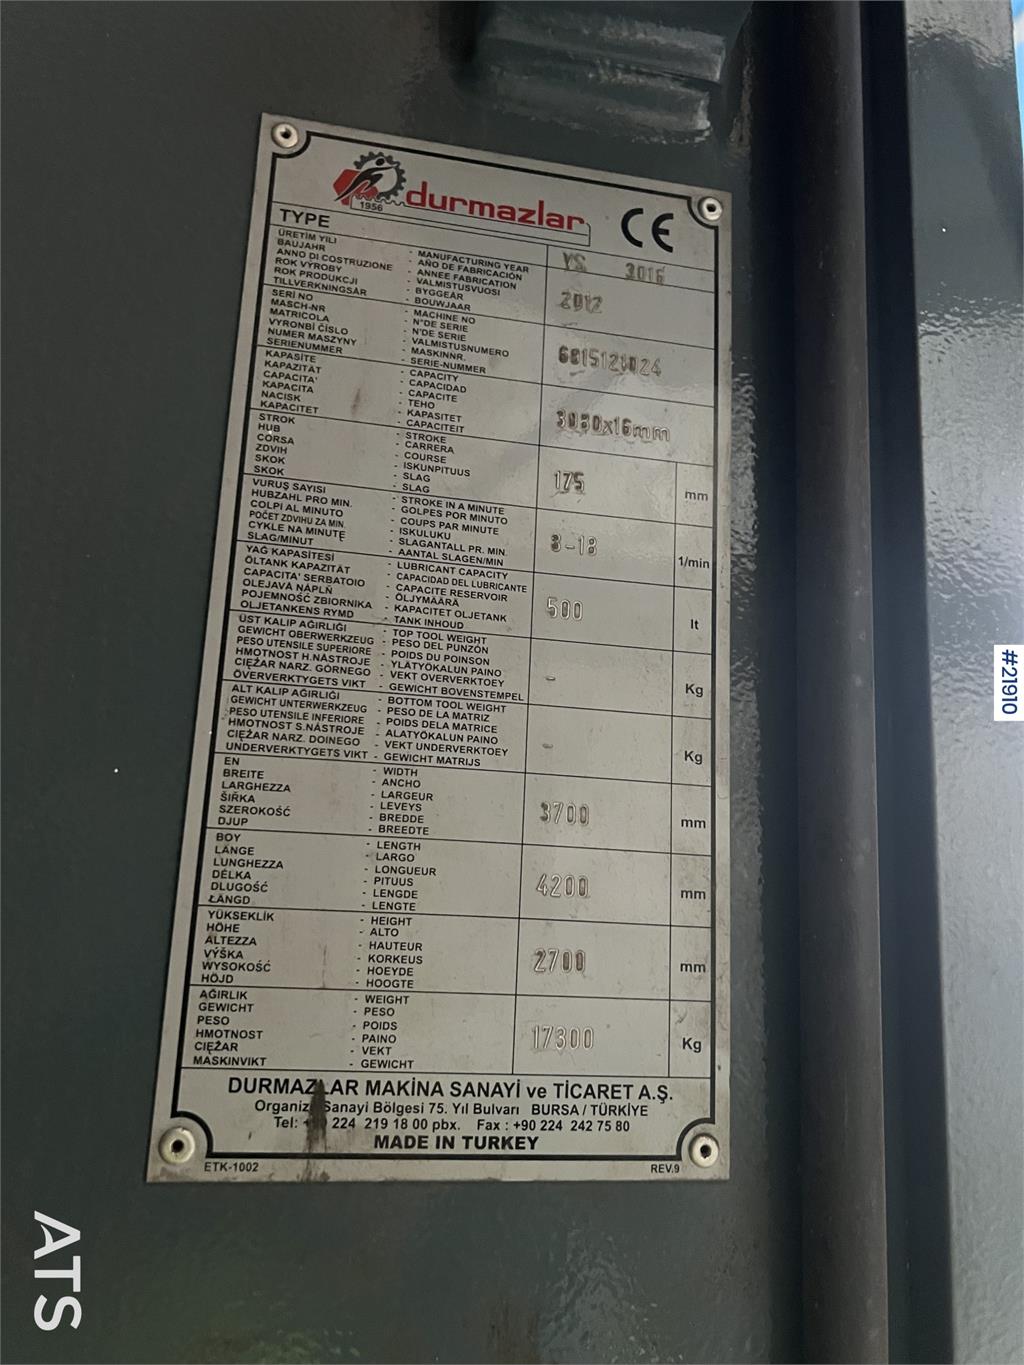 1956
durmazlar
CE
TYPE
VS 3016
ÜRETİM YILI - MANUFACTURING YEAR
BAUJAHR - AÑO DE FABRICACIÓN
ANNO DI COSTRUZIONE - ANNEE FABRICATION
ROK VÝROBY - VALMISTUSVUOSI
ROK PRODUKCJI - BYGGEÅR
TILLVERKNINGSÅR - BOUWJAAR
2012
SERİ NO - MACHINE NO
MASCH-NR - N°DE SERIE
MATRICOLA - N'DE SERIE
VYRONBÍ ČÍSLO - VALMISTUSNUMERO
NUMER MASZYNY - MASKINNR.
SERIENUMMER - SERIE-NUMMER
6815121024
KAPASİTE - CAPACITY
KAPAZITÄT - CAPACIDAD
CAPACITA' - CAPACITE
KAPACITA - TEHO
NACISK - KAPASITET
KAPACITET - CAPACITEIT
3080x16mm
STROK - STROKE
HUB - CARRERA
CORSA - COURSE
ZDVIH - ISKUNPITUUS
SKOK - SLAG
SKOK - SLAG
175 mm
VURUŞ SAYISI - STROKE IN A MINUTE
HUBZAHL PRO MIN. - GOLPES POR MINUTO
COLPI AL MINUTO - COUPS PAR MINUTE
POČET ZDVIHU ZA MIN. - ISKULUKU
CYKLE NA MINUTĘ - SLAGANTALL PR. MIN.
SLAG/MINUT - AANTAL SLAGEN/MIN
8-18 1/min
YAĞ KAPASİTESİ - LUBRICANT CAPACITY
ÖLTANK KAPAZITÄT - CAPACIDAD DEL LUBRICANTE
CAPACITA' SERBATOIO - CAPACITE RESERVOIR
OLEJAVÁ NÁPLŇ - ÖLJYMÄÄRÄ
POJEMNOŚĆ ZBIORNIKA - KAPACITET OLJETANK
OLJETANKENS RYMD - TANK INHOUD
500 lt
ÜST KALIP AĞIRLIĞI - TOP TOOL WEIGHT
GEWICHT OBERWERKZEUG - PESO DEL PUNZÓN
PESO UTENSILE SUPERIORE - POIDS DU POINSON
HMOTNOST H.NÁSTROJE - YLÄTYÖKALUN PAINO
CIĘŻAR NARZ. GÓRNEGO - VEKT OVERVERKTOEY
ÖVERVERKTYGETS VIKT - GEWICHT BOVENSTEMPEL
- Kg
ALT KALIP AĞIRLIĞI - BOTTOM TOOL WEIGHT
GEWICHT UNTERWERKZEUG - PESO DE LA MATRIZ
PESO UTENSILE INFERIORE - POIDS DELA MATRICE
HMOTNOST S.NÁSTROJE - ALATYÖKALUN PAINO
CIĘŻAR NARZ. DOINEGO - VEKT UNDERVERKTOEY
UNDERVERKTYGETS VIKT - GEWICHT MATRIJS
- Kg
EN - WIDTH
BREITE - ANCHO
LARGHEZZA - LARGEUR
ŠÍŘKA - LEVEYS
SZEROKOŚĆ - BREDDE
DJUP - BREEDTE
3700 mm
BOY - LENGTH
LÄNGE - LARGO
LUNGHEZZA - LONGUEUR
DÉLKA - PITUUS
DLUGOŚĆ - LENGDE
LÄNGD - LENGTE
4200 mm
YÜKSEKLİK - HEIGHT
HÖHE - ALTO
ALTEZZA - HAUTEUR
VÝŠKA - KORKEUS
WYSOKOŚĆ - HOEYDE
HÖJD - HOOGTE
2700 mm
AĞIRLIK - WEIGHT
GEWICHT - PESO
PESO - POIDS
HMOTNOST - PAINO
CIĘŻAR - VEKT
MASKINVIKT - GEWICHT
17300 Kg
DURMAZLAR MAKİNA SANAYİ ve TİCARET A.Ş.
Organize Sanayi Bölgesi 75. Yıl Bulvarı BURSA / TÜRKİYE
Tel: +90 224 219 18 00 pbx. Fax : +90 224 242 75 80
MADE IN TURKEY
ETK-1002 REV.9
#21910
ATS